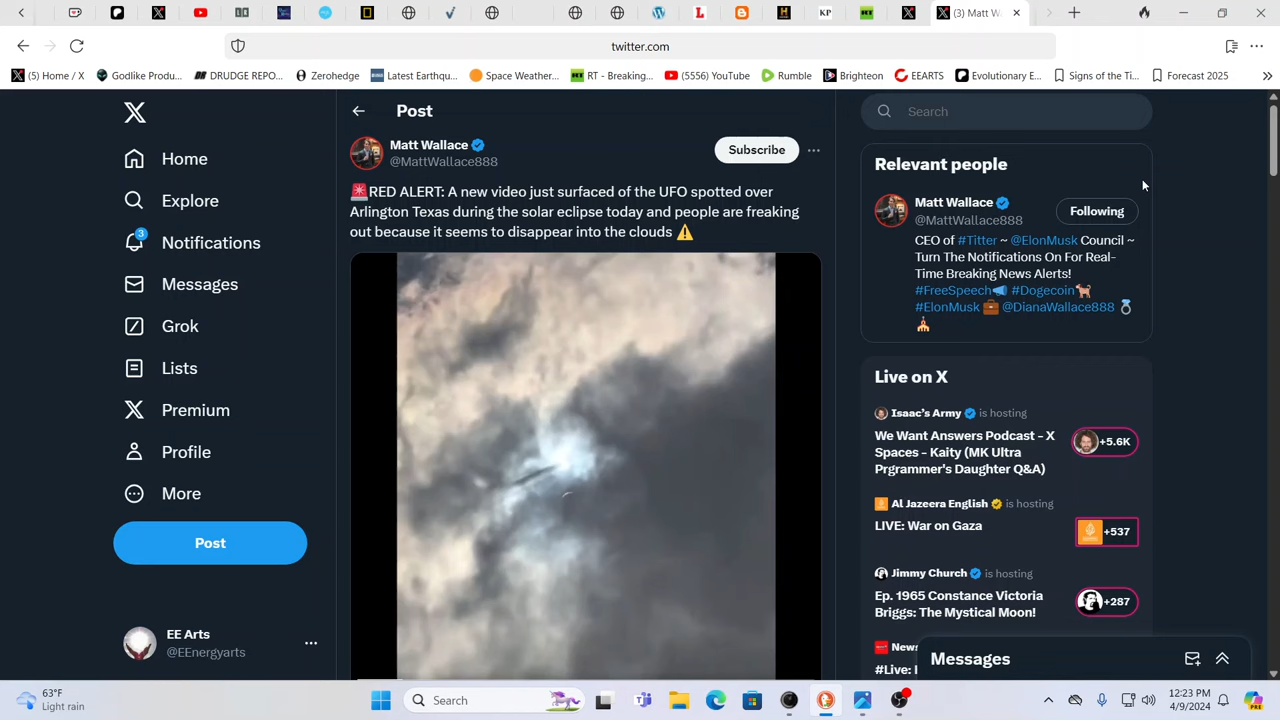 (3) Matt W
twitter.com
(5) Home / X
Godlike Produ...
DRUDGE REPO...
Zerohedge
Latest Earthqu...
Space Weather...
RT - Breaking...
(5556) YouTube
Rumble
Brighteon
EEARTS
Evolutionary E...
Signs of the Ti...
Forecast 2025
Home
Explore
3
Notifications
Messages
Grok
Lists
Premium
Profile
More
Post
EE Arts
@EEnergyarts
Post
Matt Wallace
@MattWallace888
Subscribe
RED ALERT: A new video just surfaced of the UFO spotted over
Arlington Texas during the solar eclipse today and people are freaking
out because it seems to disappear into the clouds
Search
Relevant people
Matt Wallace
@MattWallace888
Following
CEO of #Titter ~ @ElonMusk Council ~
Turn The Notifications On For Real-
Time Breaking News Alerts!
#FreeSpeech #Dogecoin
#ElonMusk @DianaWallace888
Live on X
Isaac's Army is hosting
We Want Answers Podcast - X
Spaces - Kaity (MK Ultra
Prgrammer's Daughter Q&A)
+5.6K
Al Jazeera English is hosting
LIVE: War on Gaza
+537
Jimmy Church is hosting
Ep. 1965 Constance Victoria
Briggs: The Mystical Moon!
+287
News
#Live:
Messages
63°F
Light rain
Search
12:23 PM
4/9/2024